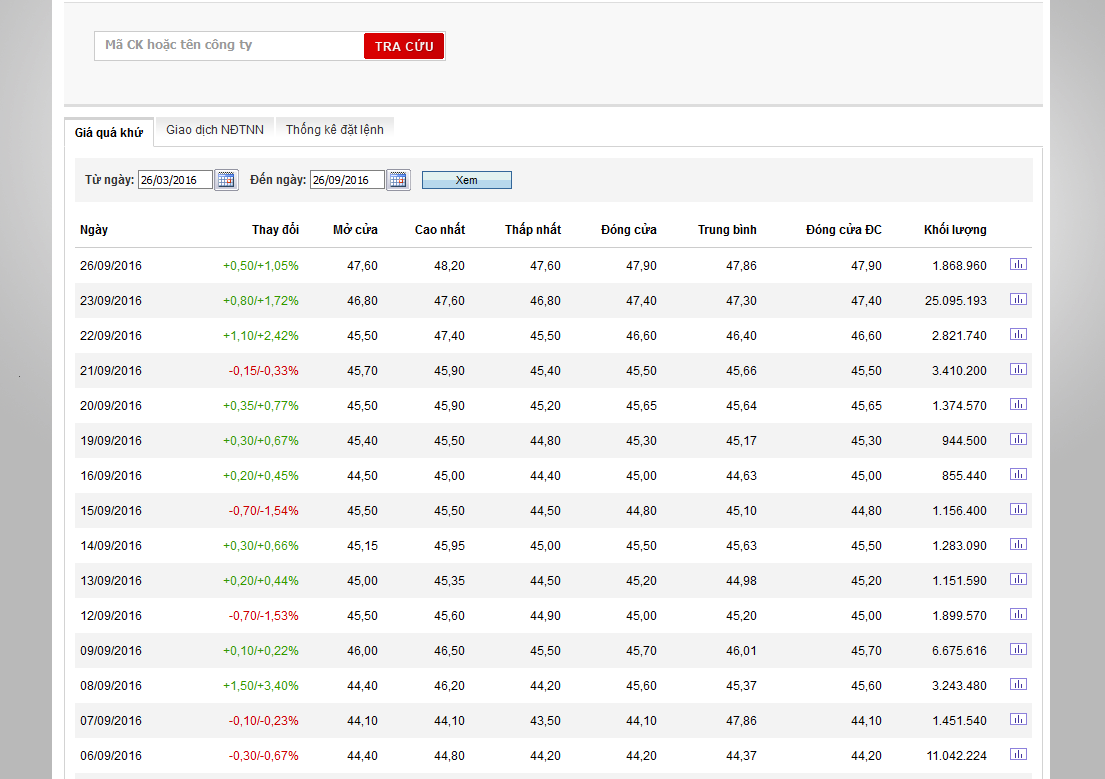 Mã CK hoặc tên công ty TRA CỨU
Giá quá khứ Giao dịch NĐTNN Thống kê đặt lệnh
Từ ngày: 26/03/2016 Đến ngày: 26/09/2016 Xem
Ngày Thay đổi Mở cửa Cao nhất Thấp nhất Đóng cửa Trung bình Đóng cửa ĐC Khối lượng
26/09/2016 +0,50/+1,05% 47,60 48,20 47,60 47,90 47,86 47,90 1.868.960
23/09/2016 +0,80/+1,72% 46,80 47,60 46,80 47,40 47,30 47,40 25.095.193
22/09/2016 +1,10/+2,42% 45,50 47,40 45,50 46,60 46,40 46,60 2.821.740
21/09/2016 -0,15/-0,33% 45,70 45,90 45,40 45,50 45,66 45,50 3.410.200
20/09/2016 +0,35/+0,77% 45,50 45,90 45,20 45,65 45,64 45,65 1.374.570
19/09/2016 +0,30/+0,67% 45,40 45,50 44,80 45,30 45,17 45,30 944.500
16/09/2016 +0,20/+0,45% 44,50 45,00 44,40 45,00 44,63 45,00 855.440
15/09/2016 -0,70/-1,54% 45,50 45,50 44,50 44,80 45,10 44,80 1.156.400
14/09/2016 +0,30/+0,66% 45,15 45,95 45,00 45,50 45,63 45,50 1.283.090
13/09/2016 +0,20/+0,44% 45,00 45,35 44,50 45,20 44,98 45,20 1.151.590
12/09/2016 -0,70/-1,53% 45,50 45,60 44,90 45,00 45,20 45,00 1.899.570
09/09/2016 +0,10/+0,22% 46,00 46,50 45,50 45,70 46,01 45,70 6.675.616
08/09/2016 +1,50/+3,40% 44,40 46,20 44,20 45,60 45,37 45,60 3.243.480
07/09/2016 -0,10/-0,23% 44,10 44,10 43,50 44,10 47,86 44,10 1.451.540
06/09/2016 -0,30/-0,67% 44,40 44,80 44,20 44,20 44,37 44,20 11.042.224